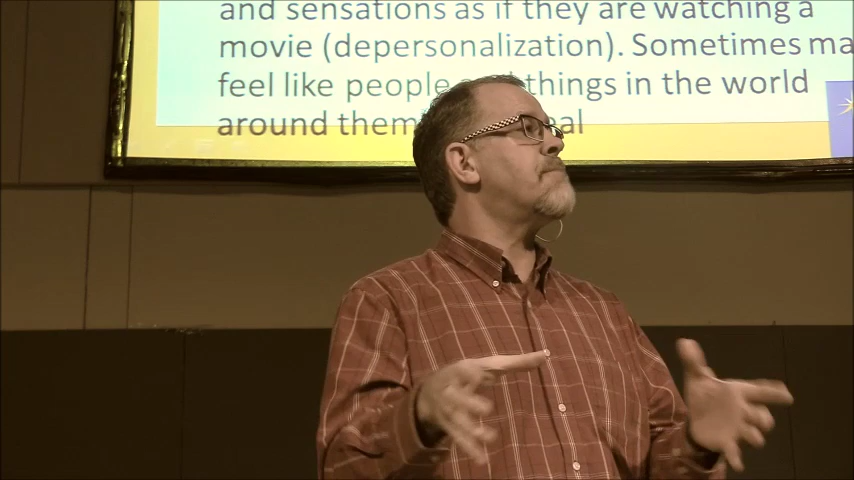 and sensations as if they are watching a
movie (depersonalization). Sometimes ma
feel like people things in the world
around them al